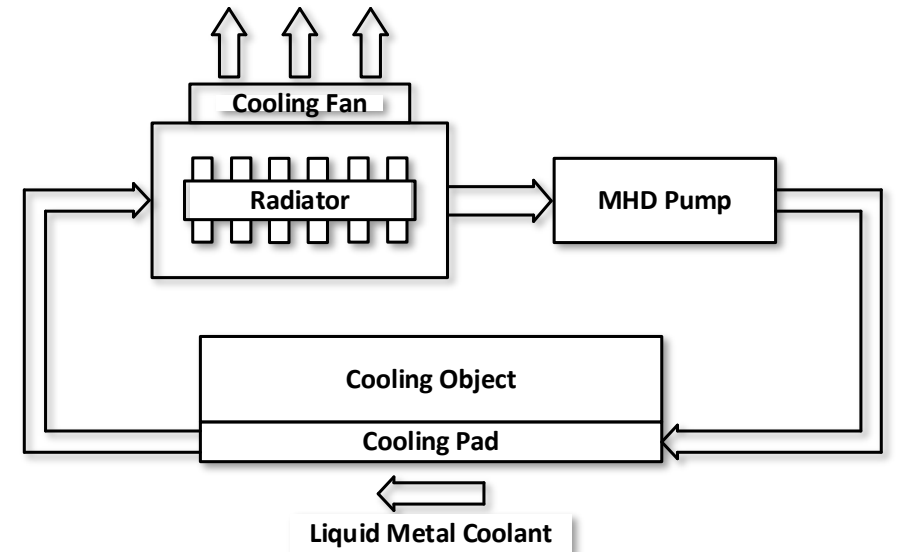 Cooling Fan
Radiator
MHD Pump
Cooling Object
Cooling Pad
Liquid Metal Coolant